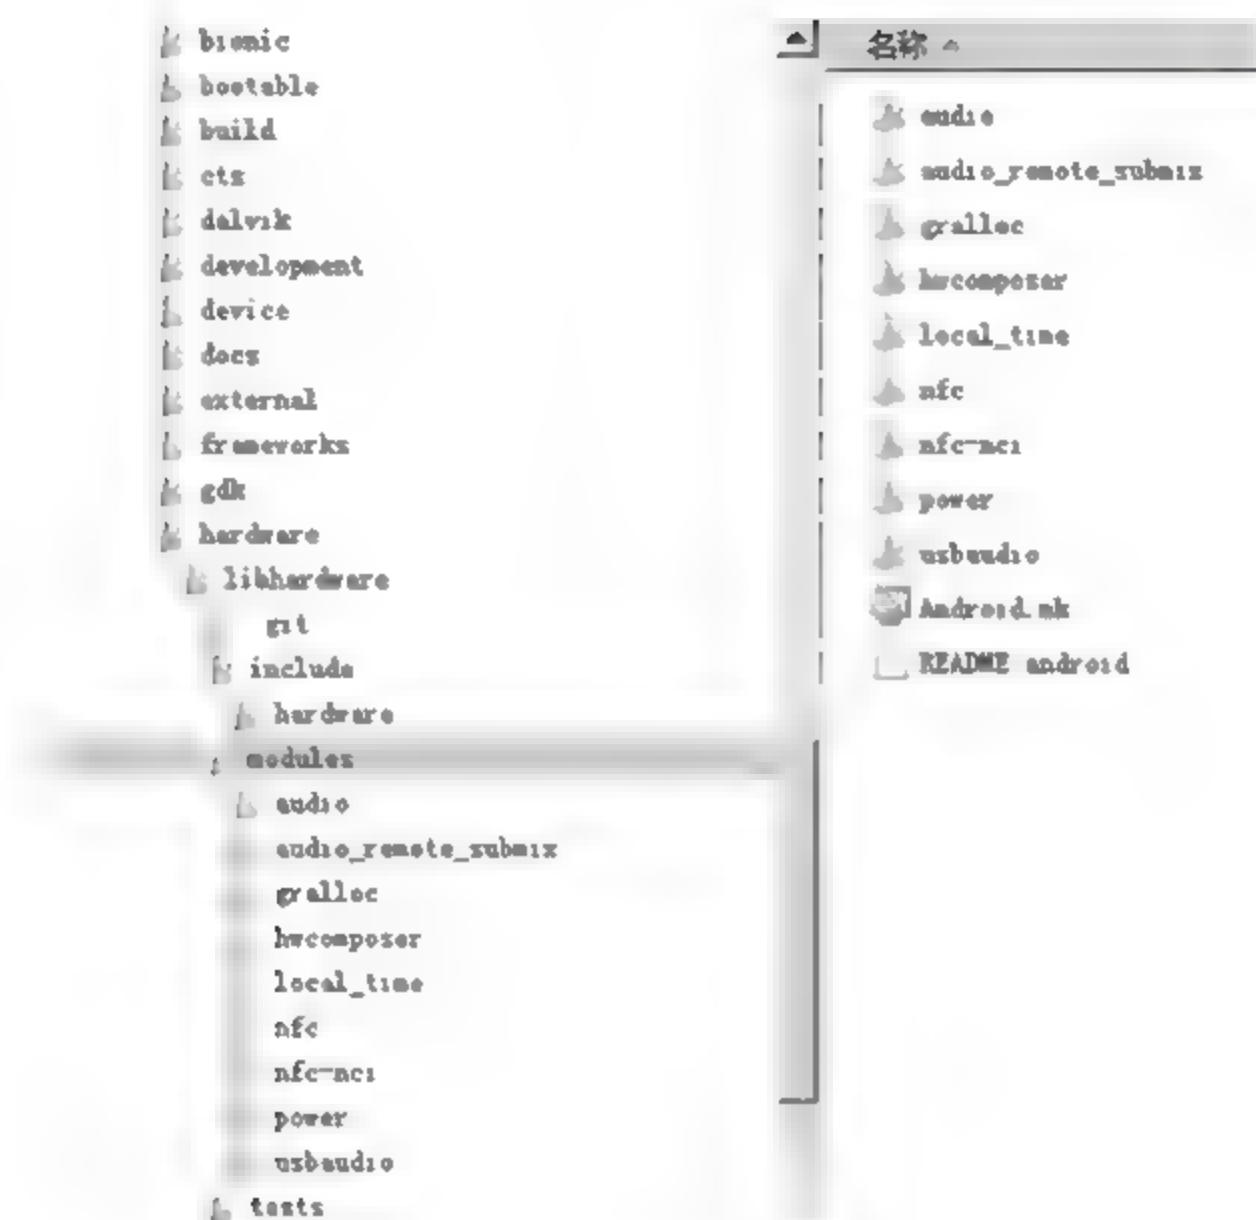 bionic
bootable
build
cts
dalvik
development
device
docs
external
frameworks
gdk
hardware
libhardware
git
include
hardware
modules
audio
audio_remote_submix
gralloc
hwcomposer
local_time
nfc
nfc-nci
power
usbaudio
tests
名称
audio
audio_remote_submix
gralloc
hwcomposer
local_time
nfc
nfc-nci
power
usbaudio
Android.mk
README android